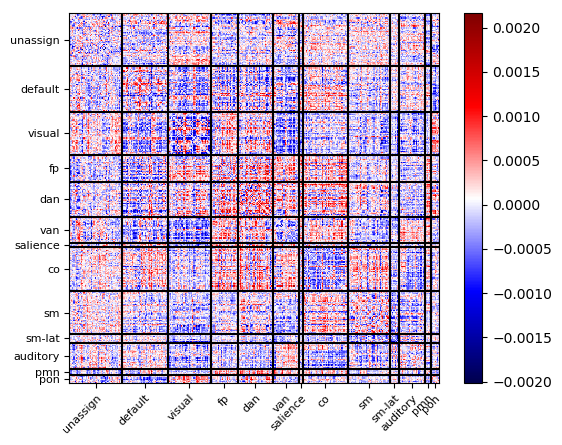 unassign
default
visual
fp
dan
van
salience
co
sm
sm-lat
auditory
pmn
pon
unassign
default
visual
fp
dan
van
salience
co
sm
sm-lat
auditory
pmn
pon
0.0020
0.0015
0.0010
0.0005
0.0000
−0.0005
−0.0010
−0.0015
−0.0020